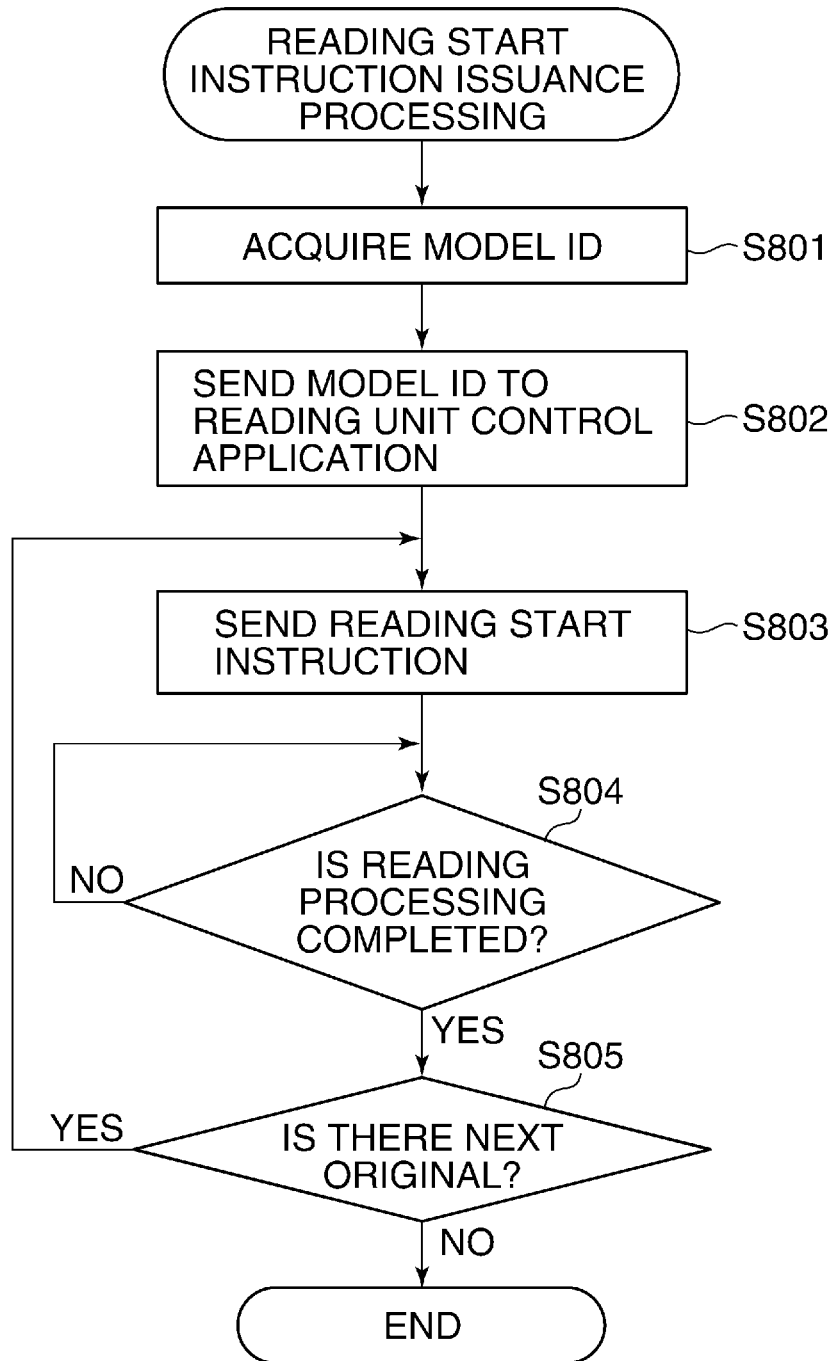 READING START
INSTRUCTION ISSUANCE
PROCESSING
ACQUIRE MODEL ID
S801
SEND MODEL ID TO
READING UNIT CONTROL
APPLICATION
S802
SEND READING START
INSTRUCTION
S803
S804
IS READING
PROCESSING
COMPLETED?
NO
YES
S805
IS THERE NEXT
ORIGINAL?
YES
NO
END